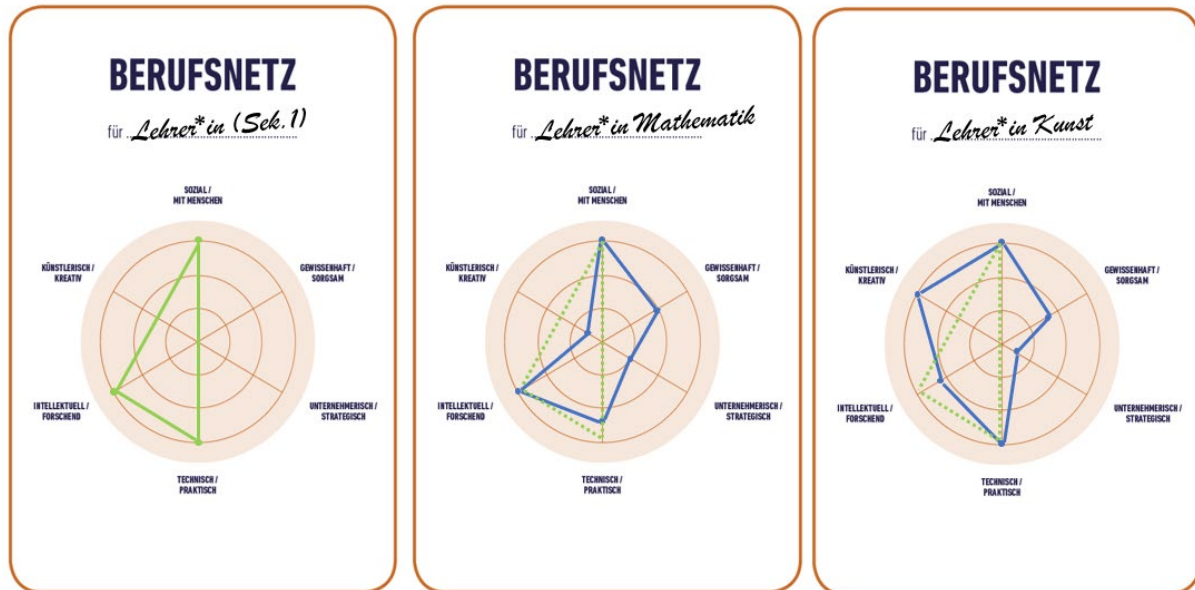 BERUFSNETZ
für Lehrer*in (Sek.1)
SOZIAL /
MIT MENSCHEN
KÜNSTLERISCH /
KREATIV
GEWISSENHAFT /
SORGSAM
INTELLEKTUELL /
FORSCHEND
UNTERNEHMERISCH /
STRATEGISCH
TECHNISCH /
PRAKTISCH
BERUFSNETZ
für Lehrer*in Mathematik
SOZIAL /
MIT MENSCHEN
KÜNSTLERISCH /
KREATIV
GEWISSENHAFT /
SORGSAM
INTELLEKTUELL /
FORSCHEND
UNTERNEHMERISCH /
STRATEGISCH
TECHNISCH /
PRAKTISCH
BERUFSNETZ
für Lehrer*in Kunst
SOZIAL /
MIT MENSCHEN
KÜNSTLERISCH /
KREATIV
GEWISSENHAFT /
SORGSAM
INTELLEKTUELL /
FORSCHEND
UNTERNEHMERISCH /
STRATEGISCH
TECHNISCH /
PRAKTISCH